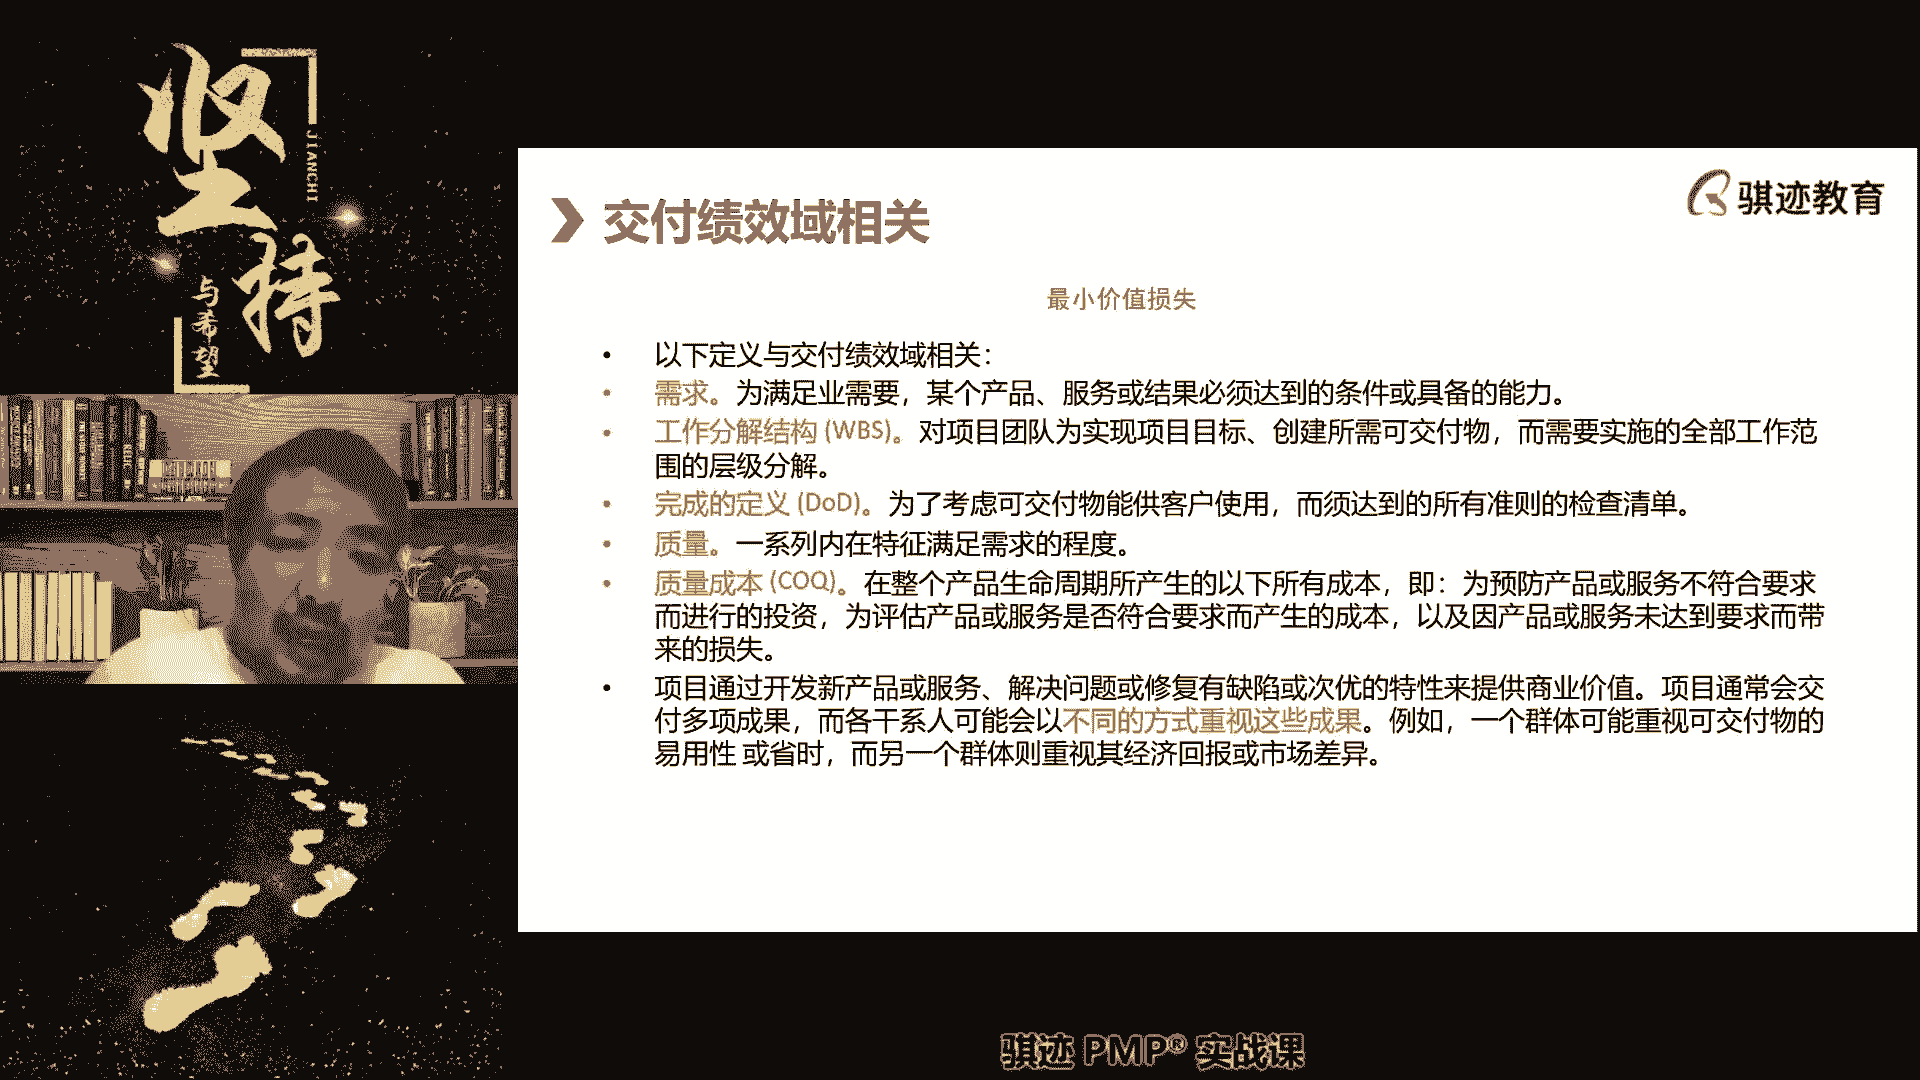 坚持
JIANCHI
与希望
骐迹教育
交付绩效域相关
最小价值损失
• 以下定义与交付绩效域相关：
• 需求。为满足业需要，某个产品、服务或结果必须达到的条件或具备的能力。
• 工作分解结构 (WBS)。对项目团队为实现项目目标、创建所需可交付物，而需要实施的全部工作范
围的层级分解。
• 完成的定义 (DoD)。为了考虑可交付物能供客户使用，而须达到的所有准则的检查清单。
• 质量。一系列内在特征满足需求的程度。
• 质量成本 (COQ)。在整个产品生命周期所产生的以下所有成本，即：为预防产品或服务不符合要求
而进行的投资，为评估产品或服务是否符合要求而产生的成本，以及因产品或服务未达到要求而带
来的损失。
• 项目通过开发新产品或服务、解决问题或修复有缺陷或次优的特性来提供商业价值。项目通常会交
付多项成果，而各干系人可能会以不同的方式重视这些成果。例如，一个群体可能重视可交付物的
易用性 或省时，而另一个群体则重视其经济回报或市场差异。
骐迹 PMP® 实战课